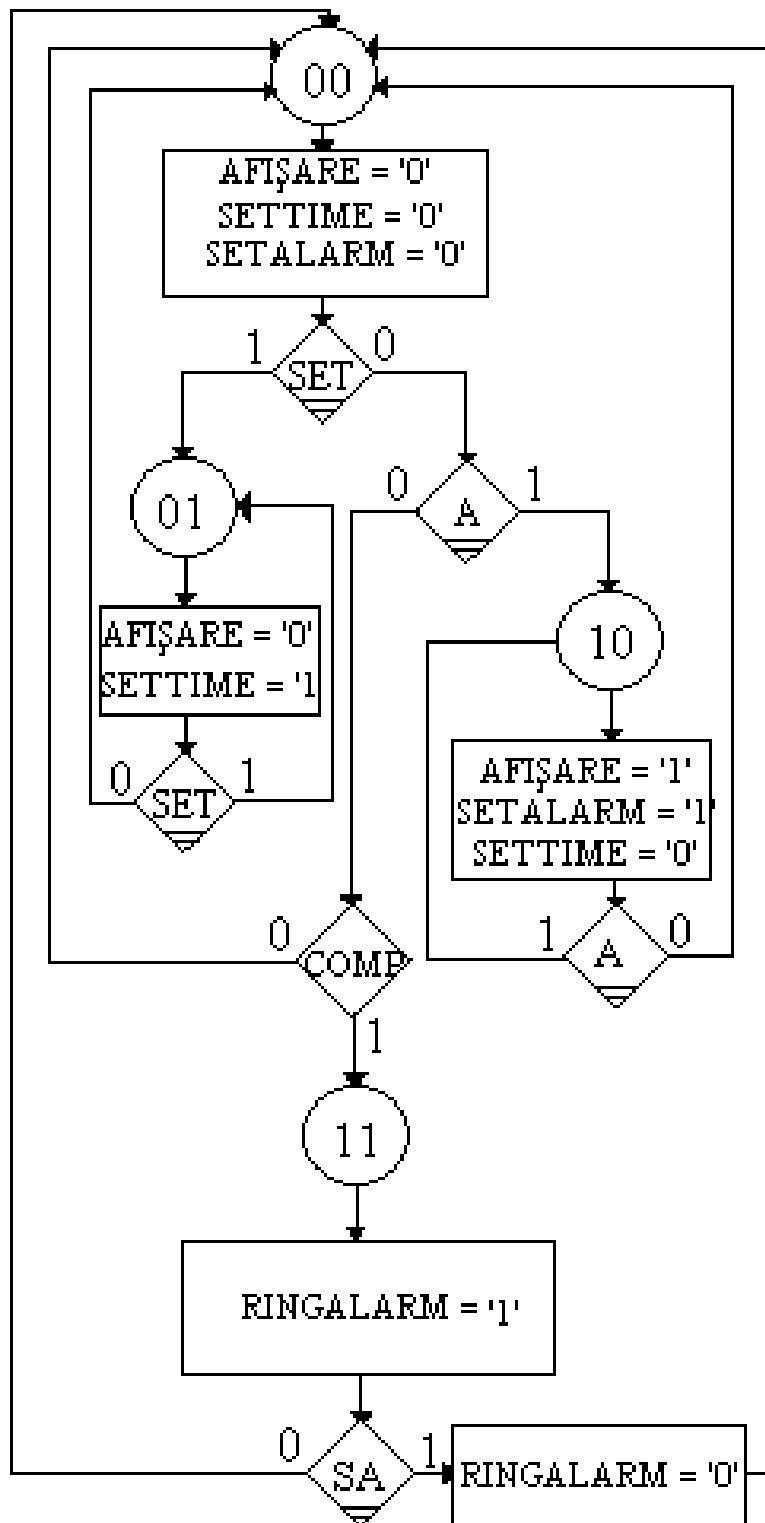 00
AFIŞARE = '0'
SETTIME = '0'
SETALARM = '0'
1
SET
0
01
0
A
1
AFIŞARE = '0'
SETTIME = '1
10
0
SET
1
AFIŞARE = '1'
SETALARM = '1'
SETTIME = '0'
0
COMP
1
1
A
0
11
RINGALARM = '1'
0
SA
1
RINGALARM = '0'